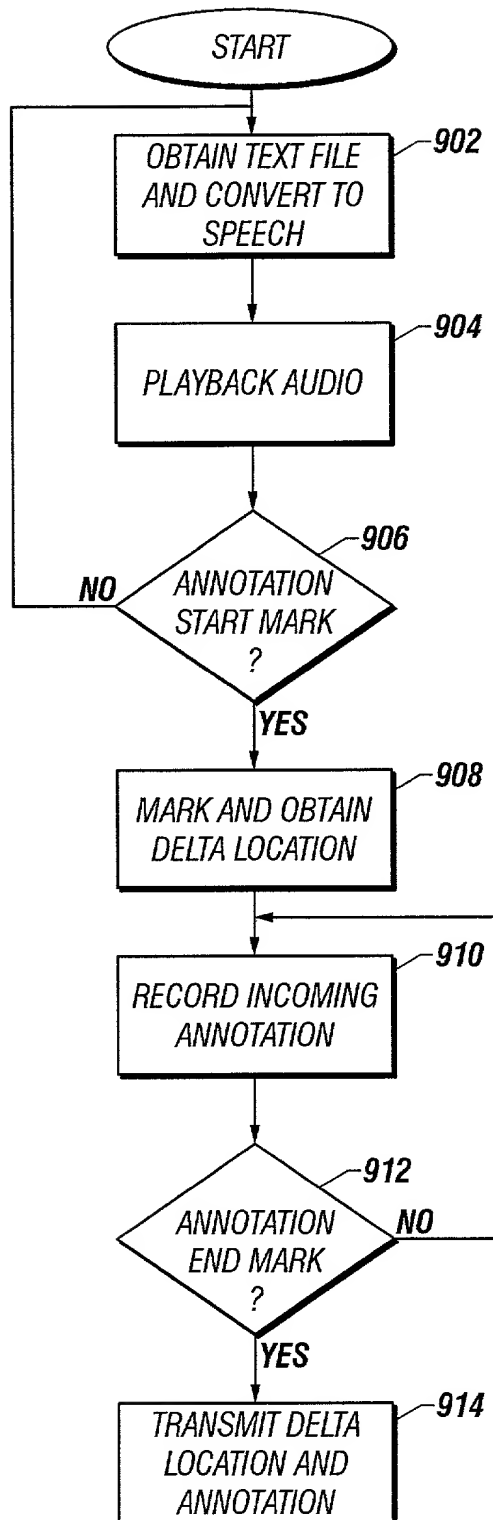 START
902
OBTAIN TEXT FILE
AND CONVERT TO
SPEECH
904
PLAYBACK AUDIO
906
ANNOTATION
START MARK
?
NO
YES
908
MARK AND OBTAIN
DELTA LOCATION
910
RECORD INCOMING
ANNOTATION
912
ANNOTATION
END MARK
?
NO
YES
914
TRANSMIT DELTA
LOCATION AND
ANNOTATION